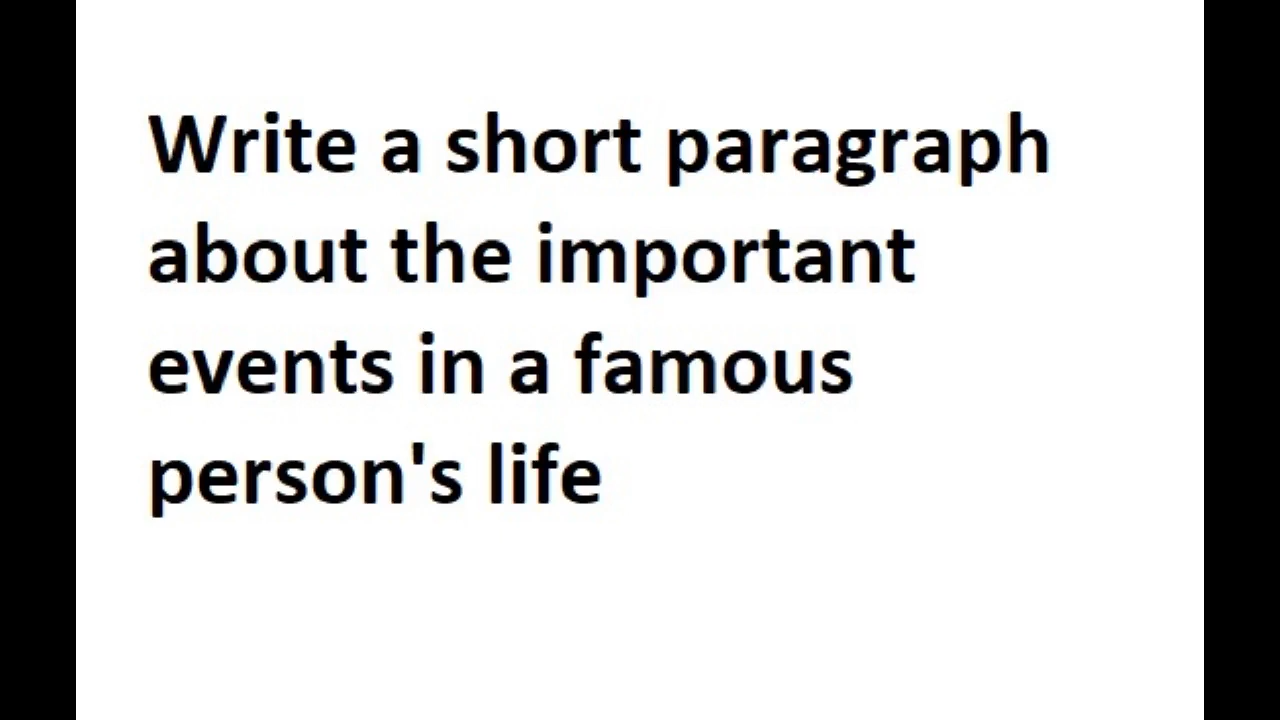 Write a short paragraph
about the important
events in a famous
person's life